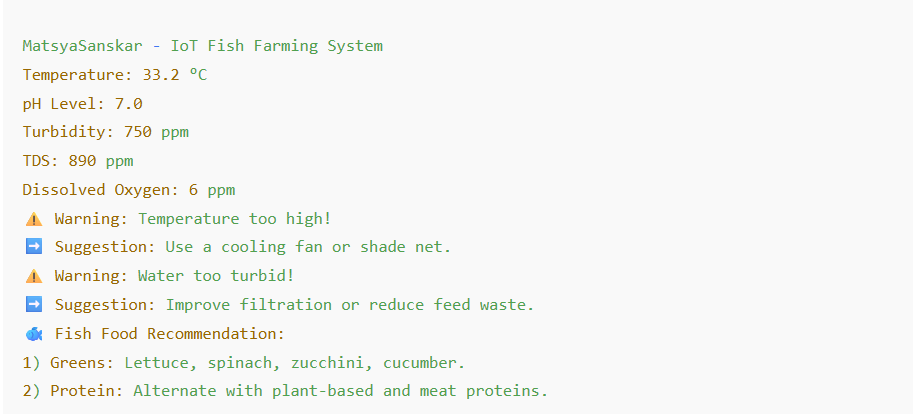 MatsyaSanskar - IoT Fish Farming System
Temperature: 33.2 °C
pH Level: 7.0
Turbidity: 750 ppm
TDS: 890 ppm
Dissolved Oxygen: 6 ppm
⚠️ Warning: Temperature too high!
➡️ Suggestion: Use a cooling fan or shade net.
⚠️ Warning: Water too turbid!
➡️ Suggestion: Improve filtration or reduce feed waste.
🐟 Fish Food Recommendation:
1) Greens: Lettuce, spinach, zucchini, cucumber.
2) Protein: Alternate with plant-based and meat proteins.